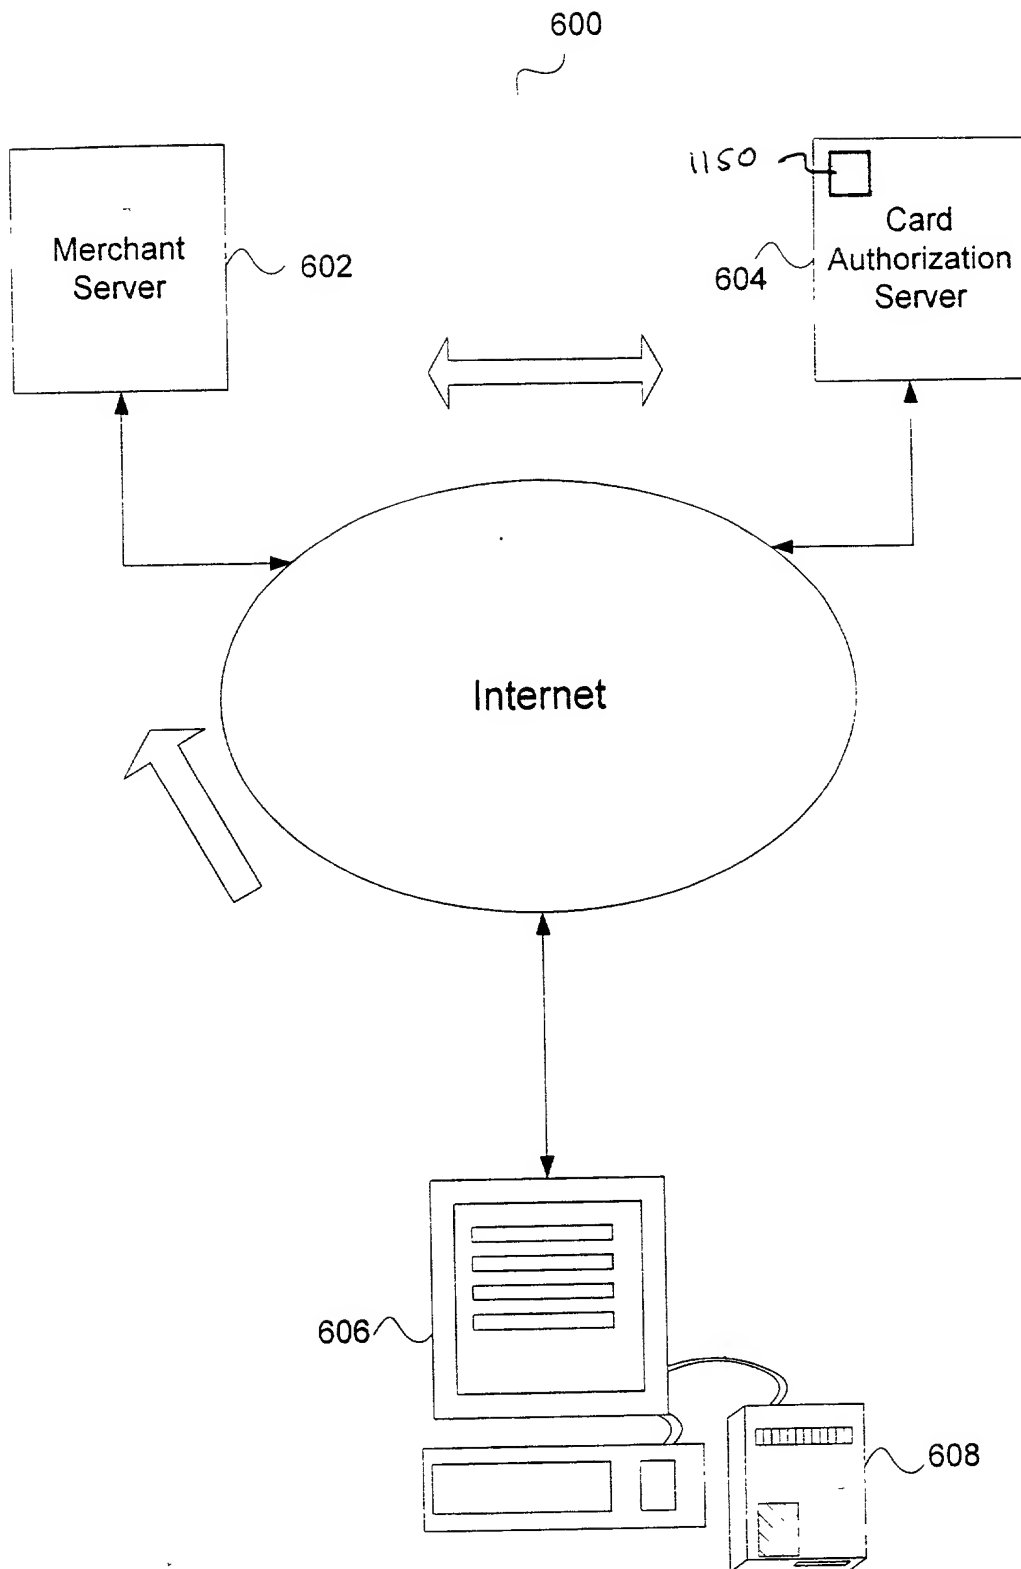 600
1150
Merchant
Server
602
604
Card
Authorization
Server
Internet
606
608